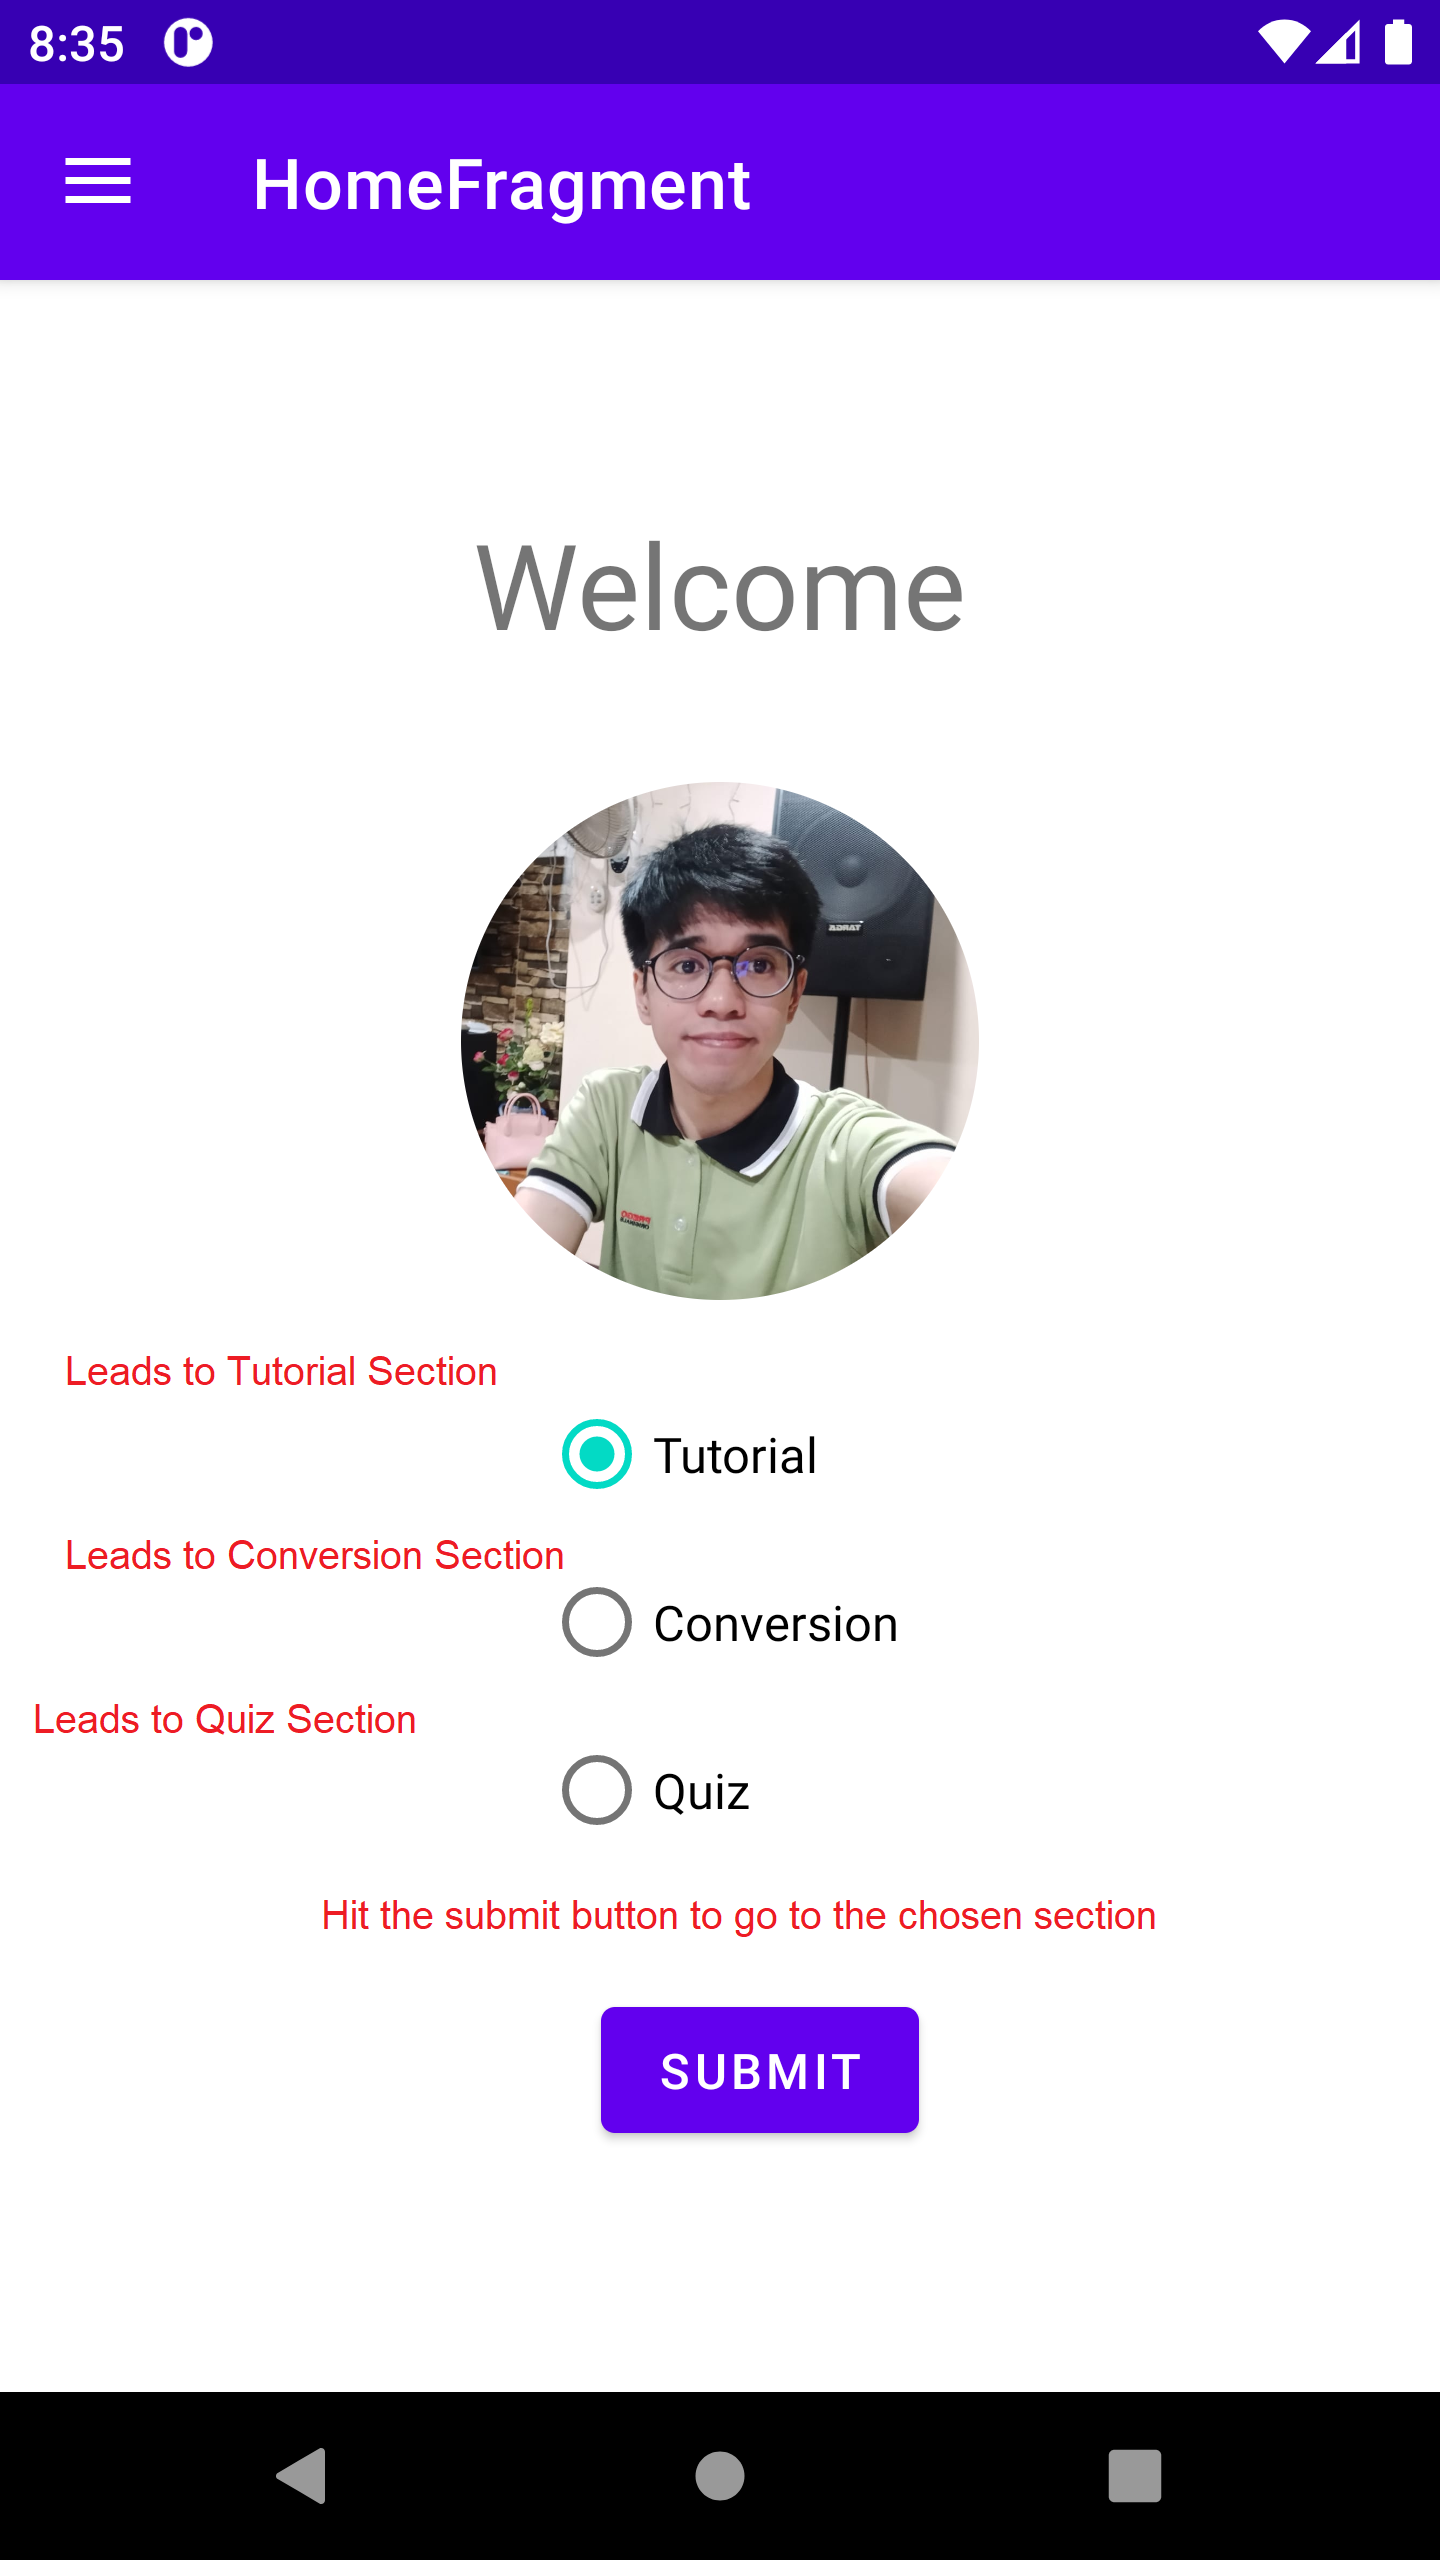 8:35
HomeFragment
Welcome
ADRAT
Leads to Tutorial Section
Tutorial
Leads to Conversion Section
Conversion
Leads to Quiz Section
Quiz
Hit the submit button to go to the chosen section
SUBMIT